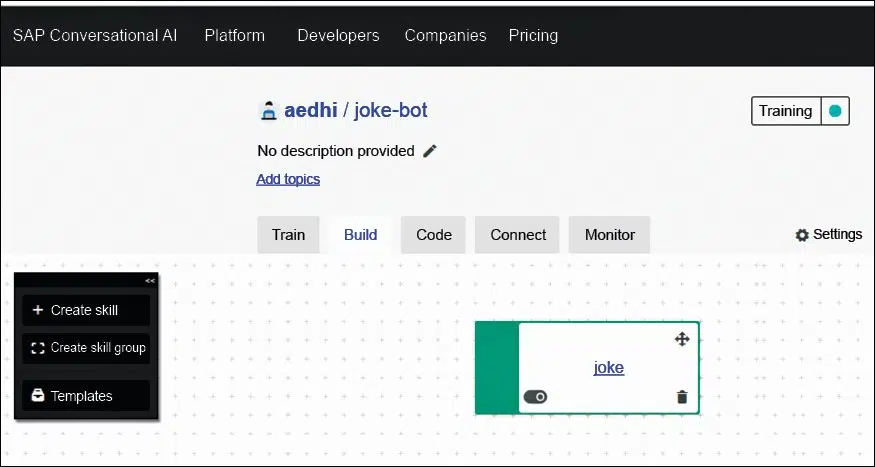 SAP Conversational AI Platform Developers Companies Pricing
aedhi / joke-bot
Training
No description provided
Add topics
Train Build Code Connect Monitor Settings
<<
+ Create skill
Create skill group
Templates
joke